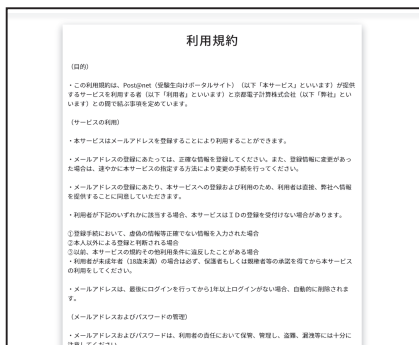 利用規約
（目的）
・この利用規約は、Post@net（受験生向けポータルサイト）（以下「本サービス」といいます）が提供
するサービスを利用する者（以下「利用者」といいます）と京都電子計算株式会社（以下「弊社」とい
います）との間で結ぶ事項を定めています。
（サービスの利用）
・本サービスはメールアドレスを登録することにより利用することができます。
・メールアドレスの登録にあたっては、正確な情報を登録してください。また、登録情報に変更があっ
た場合は、速やかに本サービスの指定する方法により変更の手続を行ってください。
・メールアドレスの登録にあたり、本サービスへの登録および利用のため、利用者は直接、弊社へ情報
を提供することに同意していただきます。
・利用者が下記のいずれかに該当する場合、本サービスはＩＤの登録を受付けない場合があります。
①登録手続において、虚偽の情報等正確でない情報を入力された場合
②本人以外による登録と判断される場合
③以前、本サービスの規約その他利用条件に違反したことがある場合
・利用者が未成年者（18歳未満）の場合は必ず、保護者もしくは親権者等の承諾を得てから本サービス
の利用をしてください。
・メールアドレスは、最後にログインを行ってから1年以上ログインがない場合、自動的に削除されま
す。
（メールアドレスおよびパスワードの管理）
・メールアドレスおよびパスワードは、利用者の責任において保管、管理し、盗難、漏洩等には十分に
注意してください。